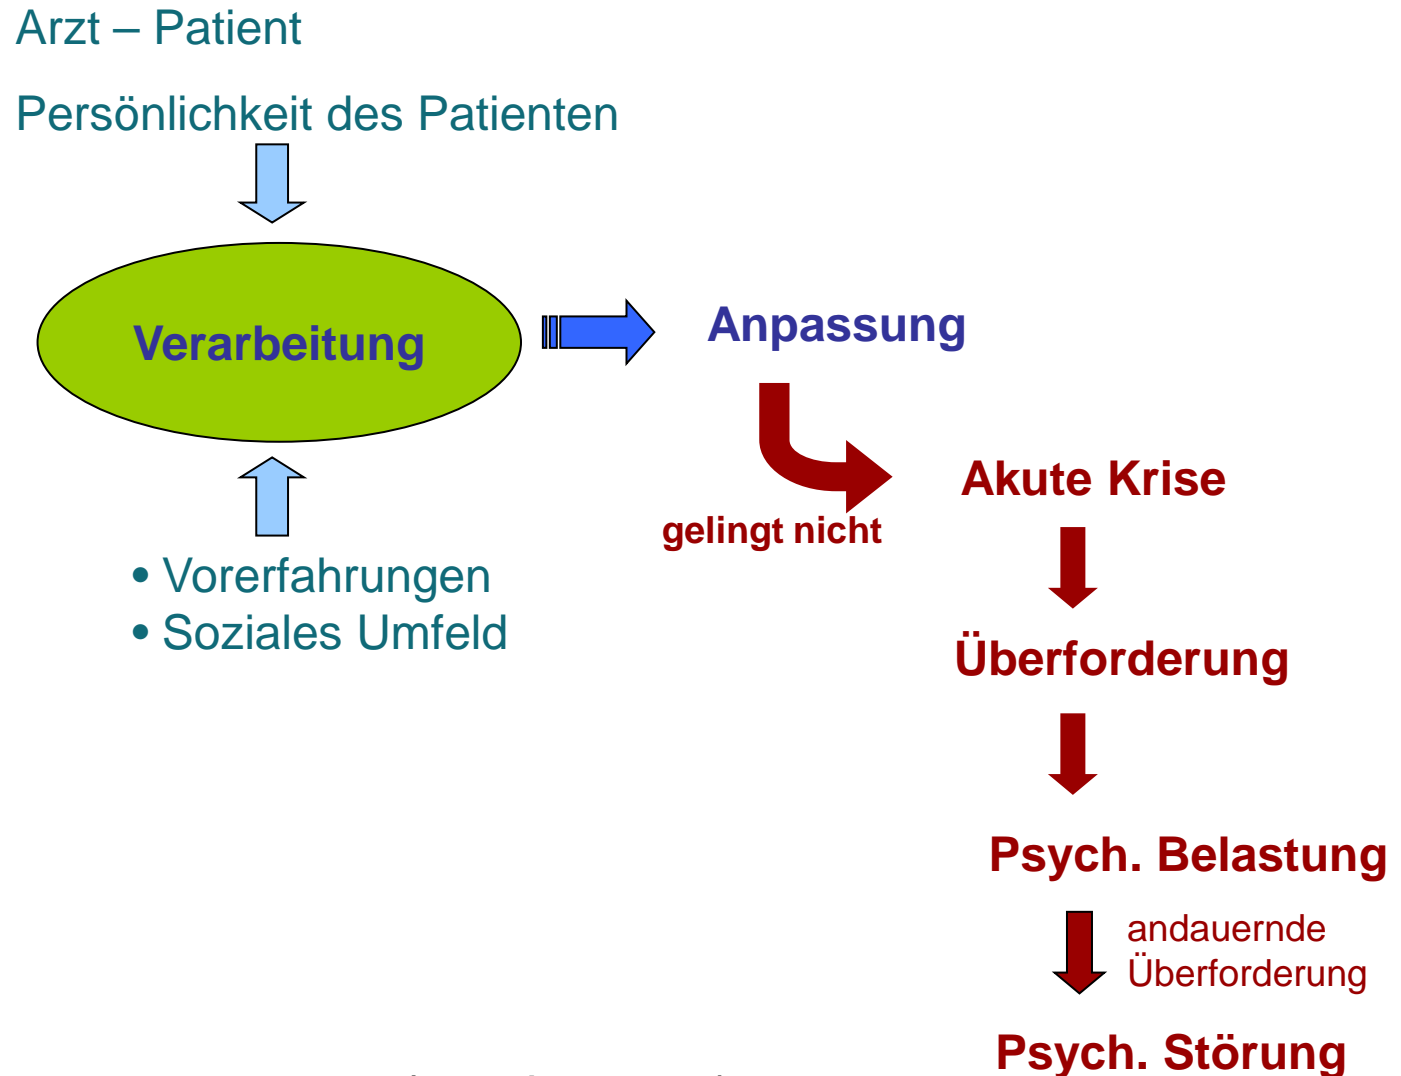 Arzt – Patient
Persönlichkeit des Patienten
Verarbeitung
Anpassung
gelingt nicht
Akute Krise
• Vorerfahrungen
• Soziales Umfeld
Überforderung
Psych. Belastung
andauernde
Überforderung
Psych. Störung